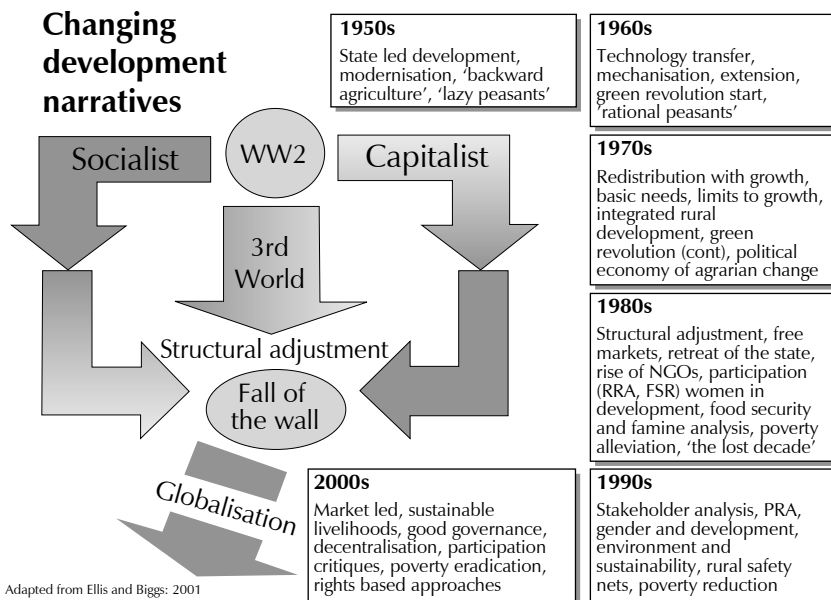 Changing
development
narratives
1950s
State led development,
modernisation, ‘backward
agriculture’, ‘lazy peasants’
1960s
Technology transfer,
mechanisation, extension,
green revolution start,
’rational peasants’
Socialist
WW2
Capitalist
1970s
Redistribution with growth,
basic needs, limits to growth,
integrated rural
development, green
revolution (cont), political
economy of agrarian change
3rd
World
Structural adjustment
Fall of
the wall
1980s
Structural adjustment, free
markets, retreat of the state,
rise of NGOs, participation
(RRA, FSR) women in
development, food security
and famine analysis, poverty
alleviation, ‘the lost decade’
Globalisation
1990s
Stakeholder analysis, PRA,
gender and development,
environment and
sustainability, rural safety
nets, poverty reduction
2000s
Market led, sustainable
livelihoods, good governance,
decentralisation, participation
critiques, poverty eradication,
rights based approaches
Adapted from Ellis and Biggs: 2001